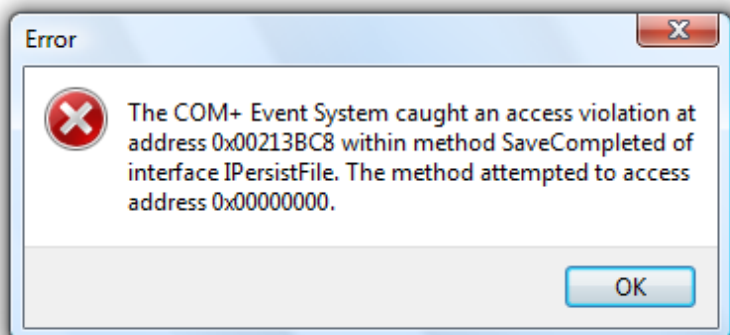 Error
The COM+ Event System caught an access violation at
address 0x00213BC8 within method SaveCompleted of
interface IPersistFile. The method attempted to access
address 0x00000000.
OK